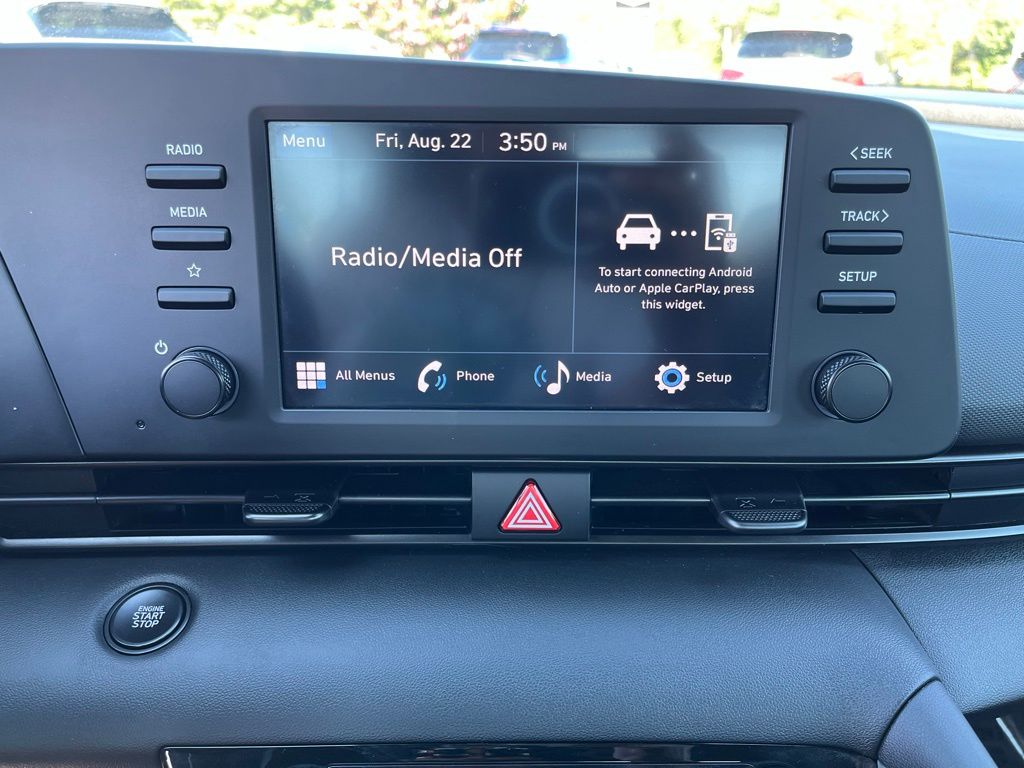 Menu
Fri, Aug. 22
3:50 PM
RADIO
MEDIA
Radio/Media Off
To start connecting Android
Auto or Apple CarPlay, press
this widget.
All Menus
Phone
Media
Setup
<SEEK
TRACK>
SETUP
ENGINE
START
STOP